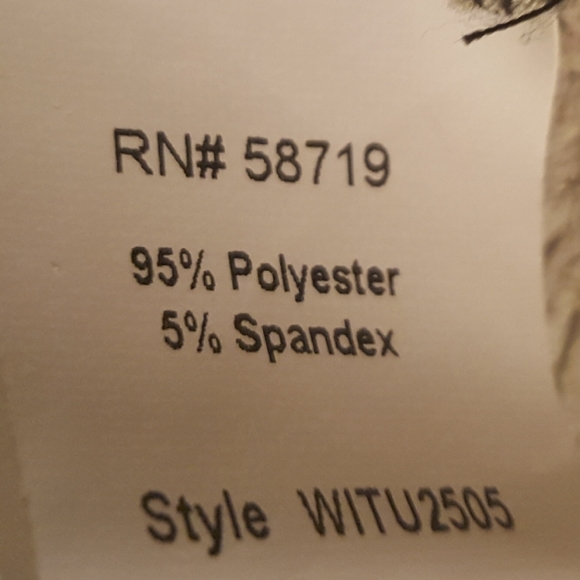 RN# 58719
95% Polyester
5% Spandex
Style WITU2505